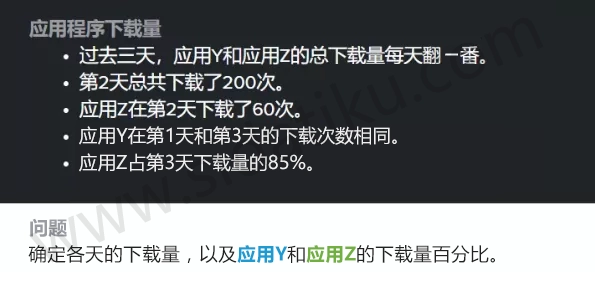 应用程序下载量
• 过去三天，应用Y和应用Z的总下载量每天翻一番。
• 第2天总共下载了200次。
• 应用Z在第2天下载了60次。
• 应用Y在第1天和第3天的下载次数相同。
• 应用Z占第3天下载量的85%。
问题
确定各天的下载量，以及应用Y和应用Z的下载量百分比。